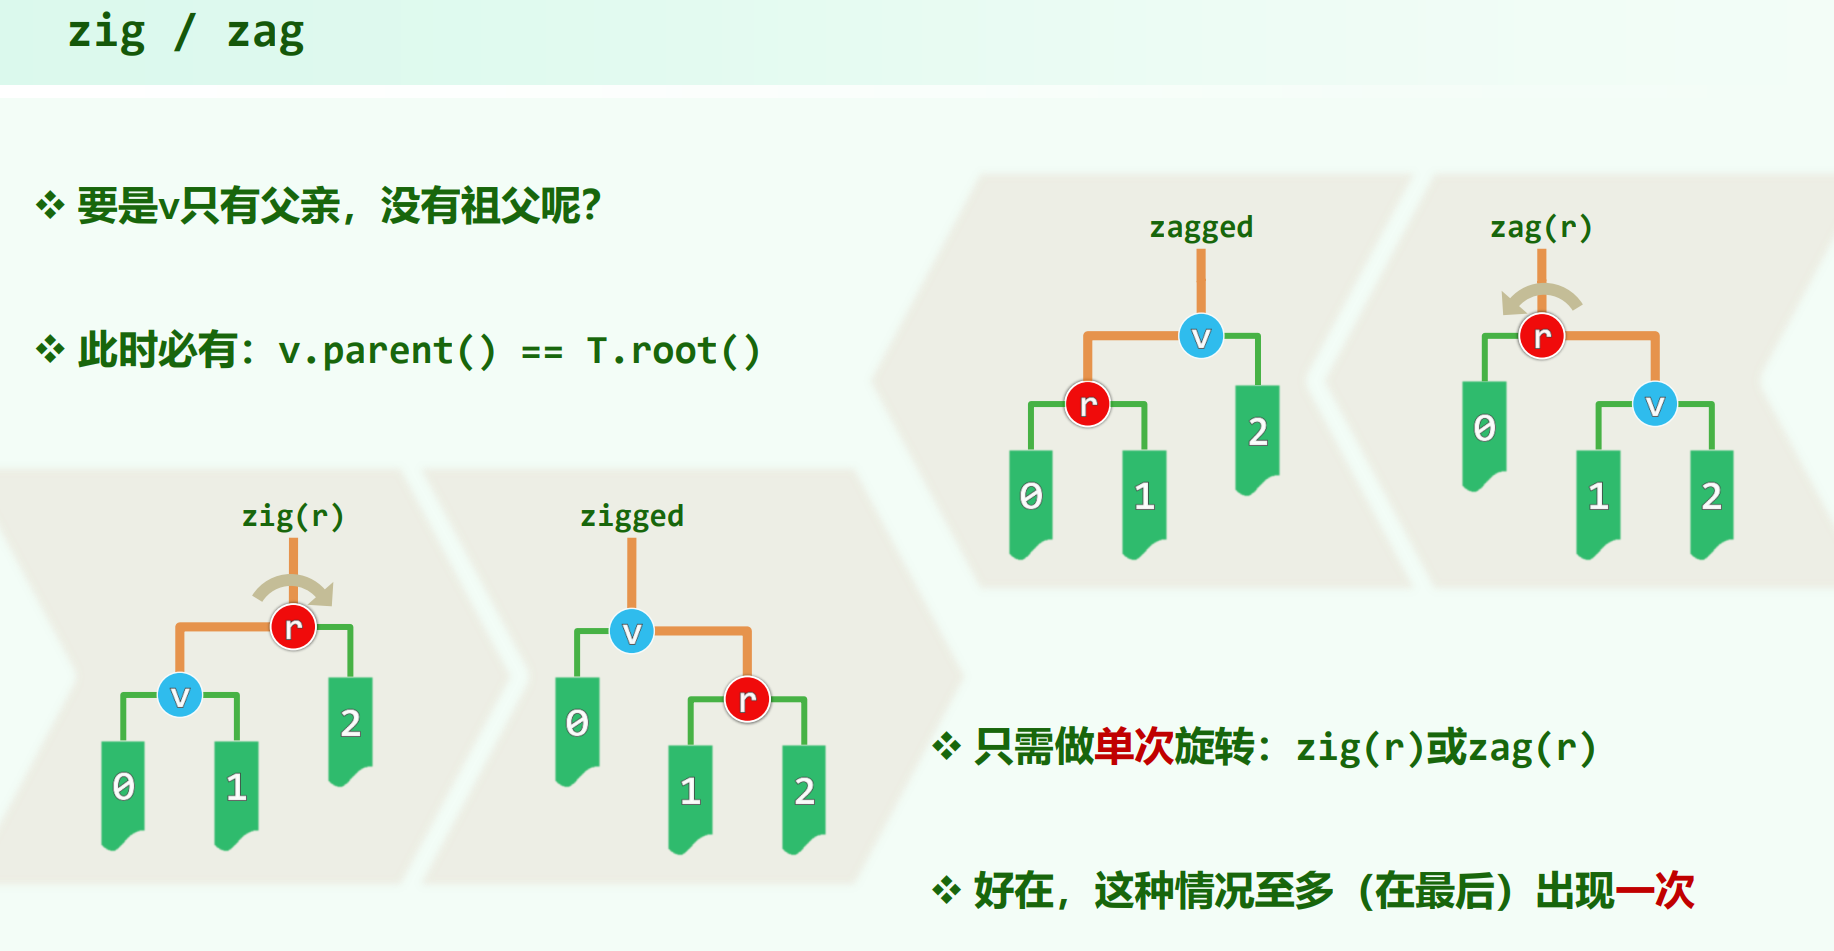 zig / zag
❖ 要是v只有父亲，没有祖父呢？
❖ 此时必有：v.parent() == T.root()
zig(r)
r
v
2
0
1
zigged
v
0
r
1
2
zagged
v
r
2
0
1
zag(r)
r
0
v
1
2
❖ 只需做单次旋转：zig(r)或zag(r)
❖ 好在，这种情况至多（在最后）出现一次